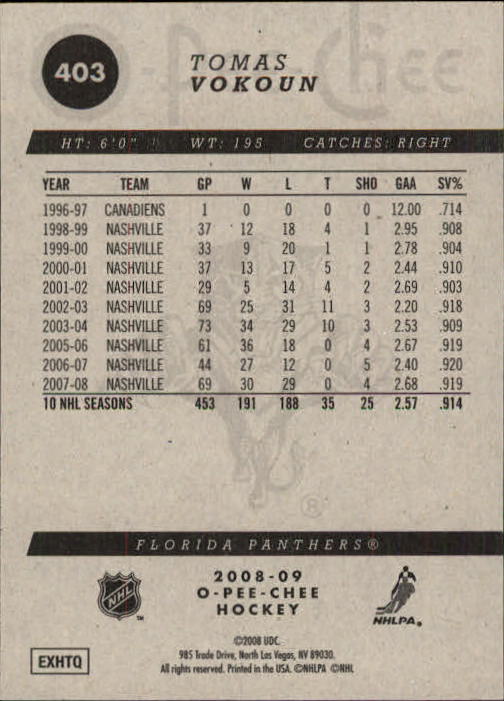 403
O-Pee-Chee
TOMAS
VOKOUN
HT: 6'0" WT: 195 CATCHES: RIGHT
YEAR TEAM GP W L T SHO GAA SV%
1996-97 CANADIENS 1 0 0 0 0 12.00 .714
1998-99 NASHVILLE 37 12 18 4 1 2.95 .908
1999-00 NASHVILLE 33 9 20 1 1 2.78 .904
2000-01 NASHVILLE 37 13 17 5 2 2.44 .910
2001-02 NASHVILLE 29 5 14 4 2 2.69 .903
2002-03 NASHVILLE 69 25 31 11 3 2.20 .918
2003-04 NASHVILLE 73 34 29 10 3 2.53 .909
2005-06 NASHVILLE 61 36 18 0 4 2.67 .919
2006-07 NASHVILLE 44 27 12 0 5 2.40 .920
2007-08 NASHVILLE 69 30 29 0 4 2.68 .919
10 NHL SEASONS 453 191 188 35 25 2.57 .914
®
FLORIDA PANTHERS®
NHL ™
2008-09
O-PEE-CHEE
HOCKEY
NHLPA®
©2008 UDC.
985 Trade Drive, North Las Vegas, NV 89030.
All rights reserved. Printed in the USA. ©NHLPA ©NHL
EXHTQ